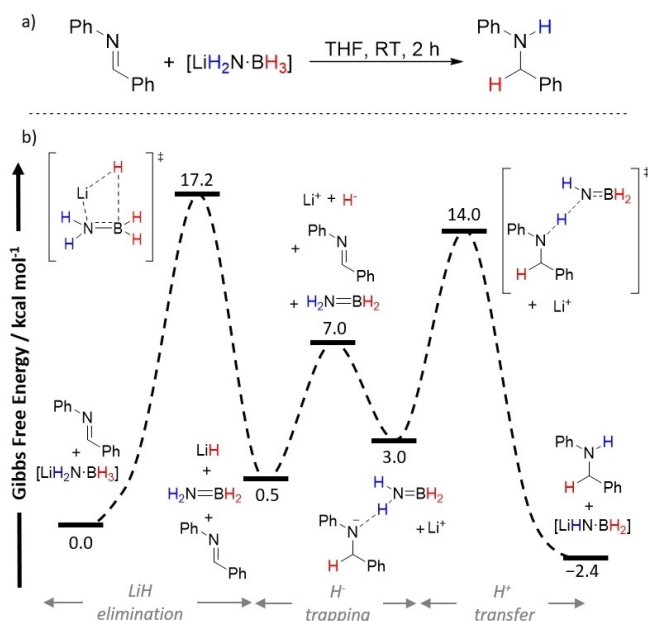 a)
Ph
N
Ph
+ [LiH₂N·BH₃]
THF, RT, 2 h
Ph
N
H
H
Ph
b)
Gibbs Free Energy / kcal mol⁻¹
‡
H
Li
H
H
N
B
H
H
17.2
Li⁺ + H⁻
+
Ph
N
Ph
+ H₂N=BH₂
7.0
14.0
‡
H
N=BH₂
H
Ph
N
H
Ph
+ Li⁺
Ph
N
Ph
+
[LiH₂N·BH₃]
0.0
LiH
+
H₂N=BH₂
+
Ph
N
Ph
0.5
3.0
H
N=BH₂
H
Ph
N⁻
H
Ph
+ Li⁺
Ph
N
H
H
Ph
+
[LiHN·BH₂]
−2.4
LiH
elimination
H⁻
trapping
H⁺
transfer